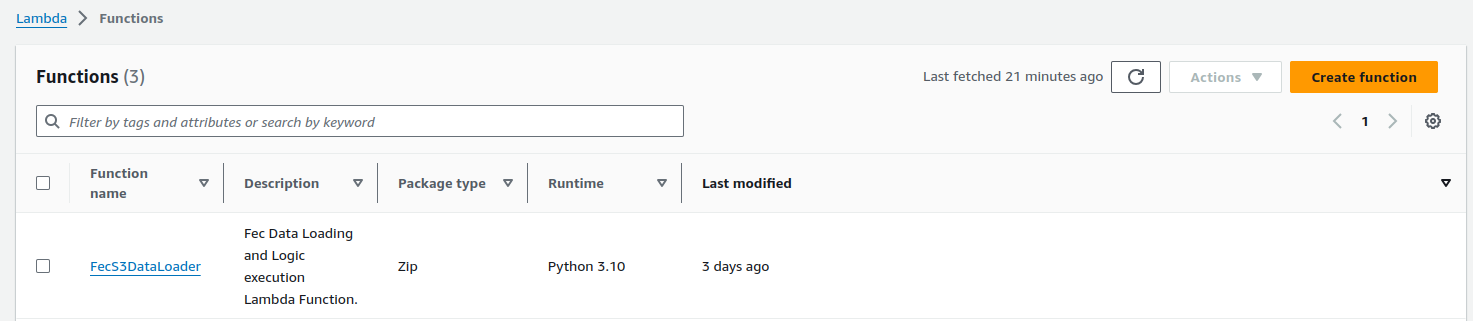 Lambda > Functions
Functions (3)
Last fetched 21 minutes ago
Actions
Create function
Filter by tags and attributes or search by keyword
1
Function
name
Description
Package type
Runtime
Last modified
FecS3DataLoader
Fec Data Loading
and Logic
execution
Lambda Function.
Zip
Python 3.10
3 days ago